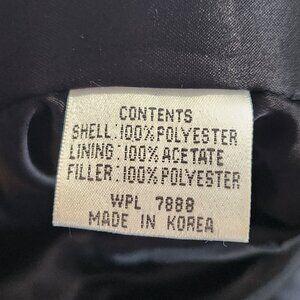 CONTENTS
SHELL:100%POLYESTER
LINING:100%ACETATE
FILLER:100%POLYESTER
WPL 7888
MADE IN KOREA